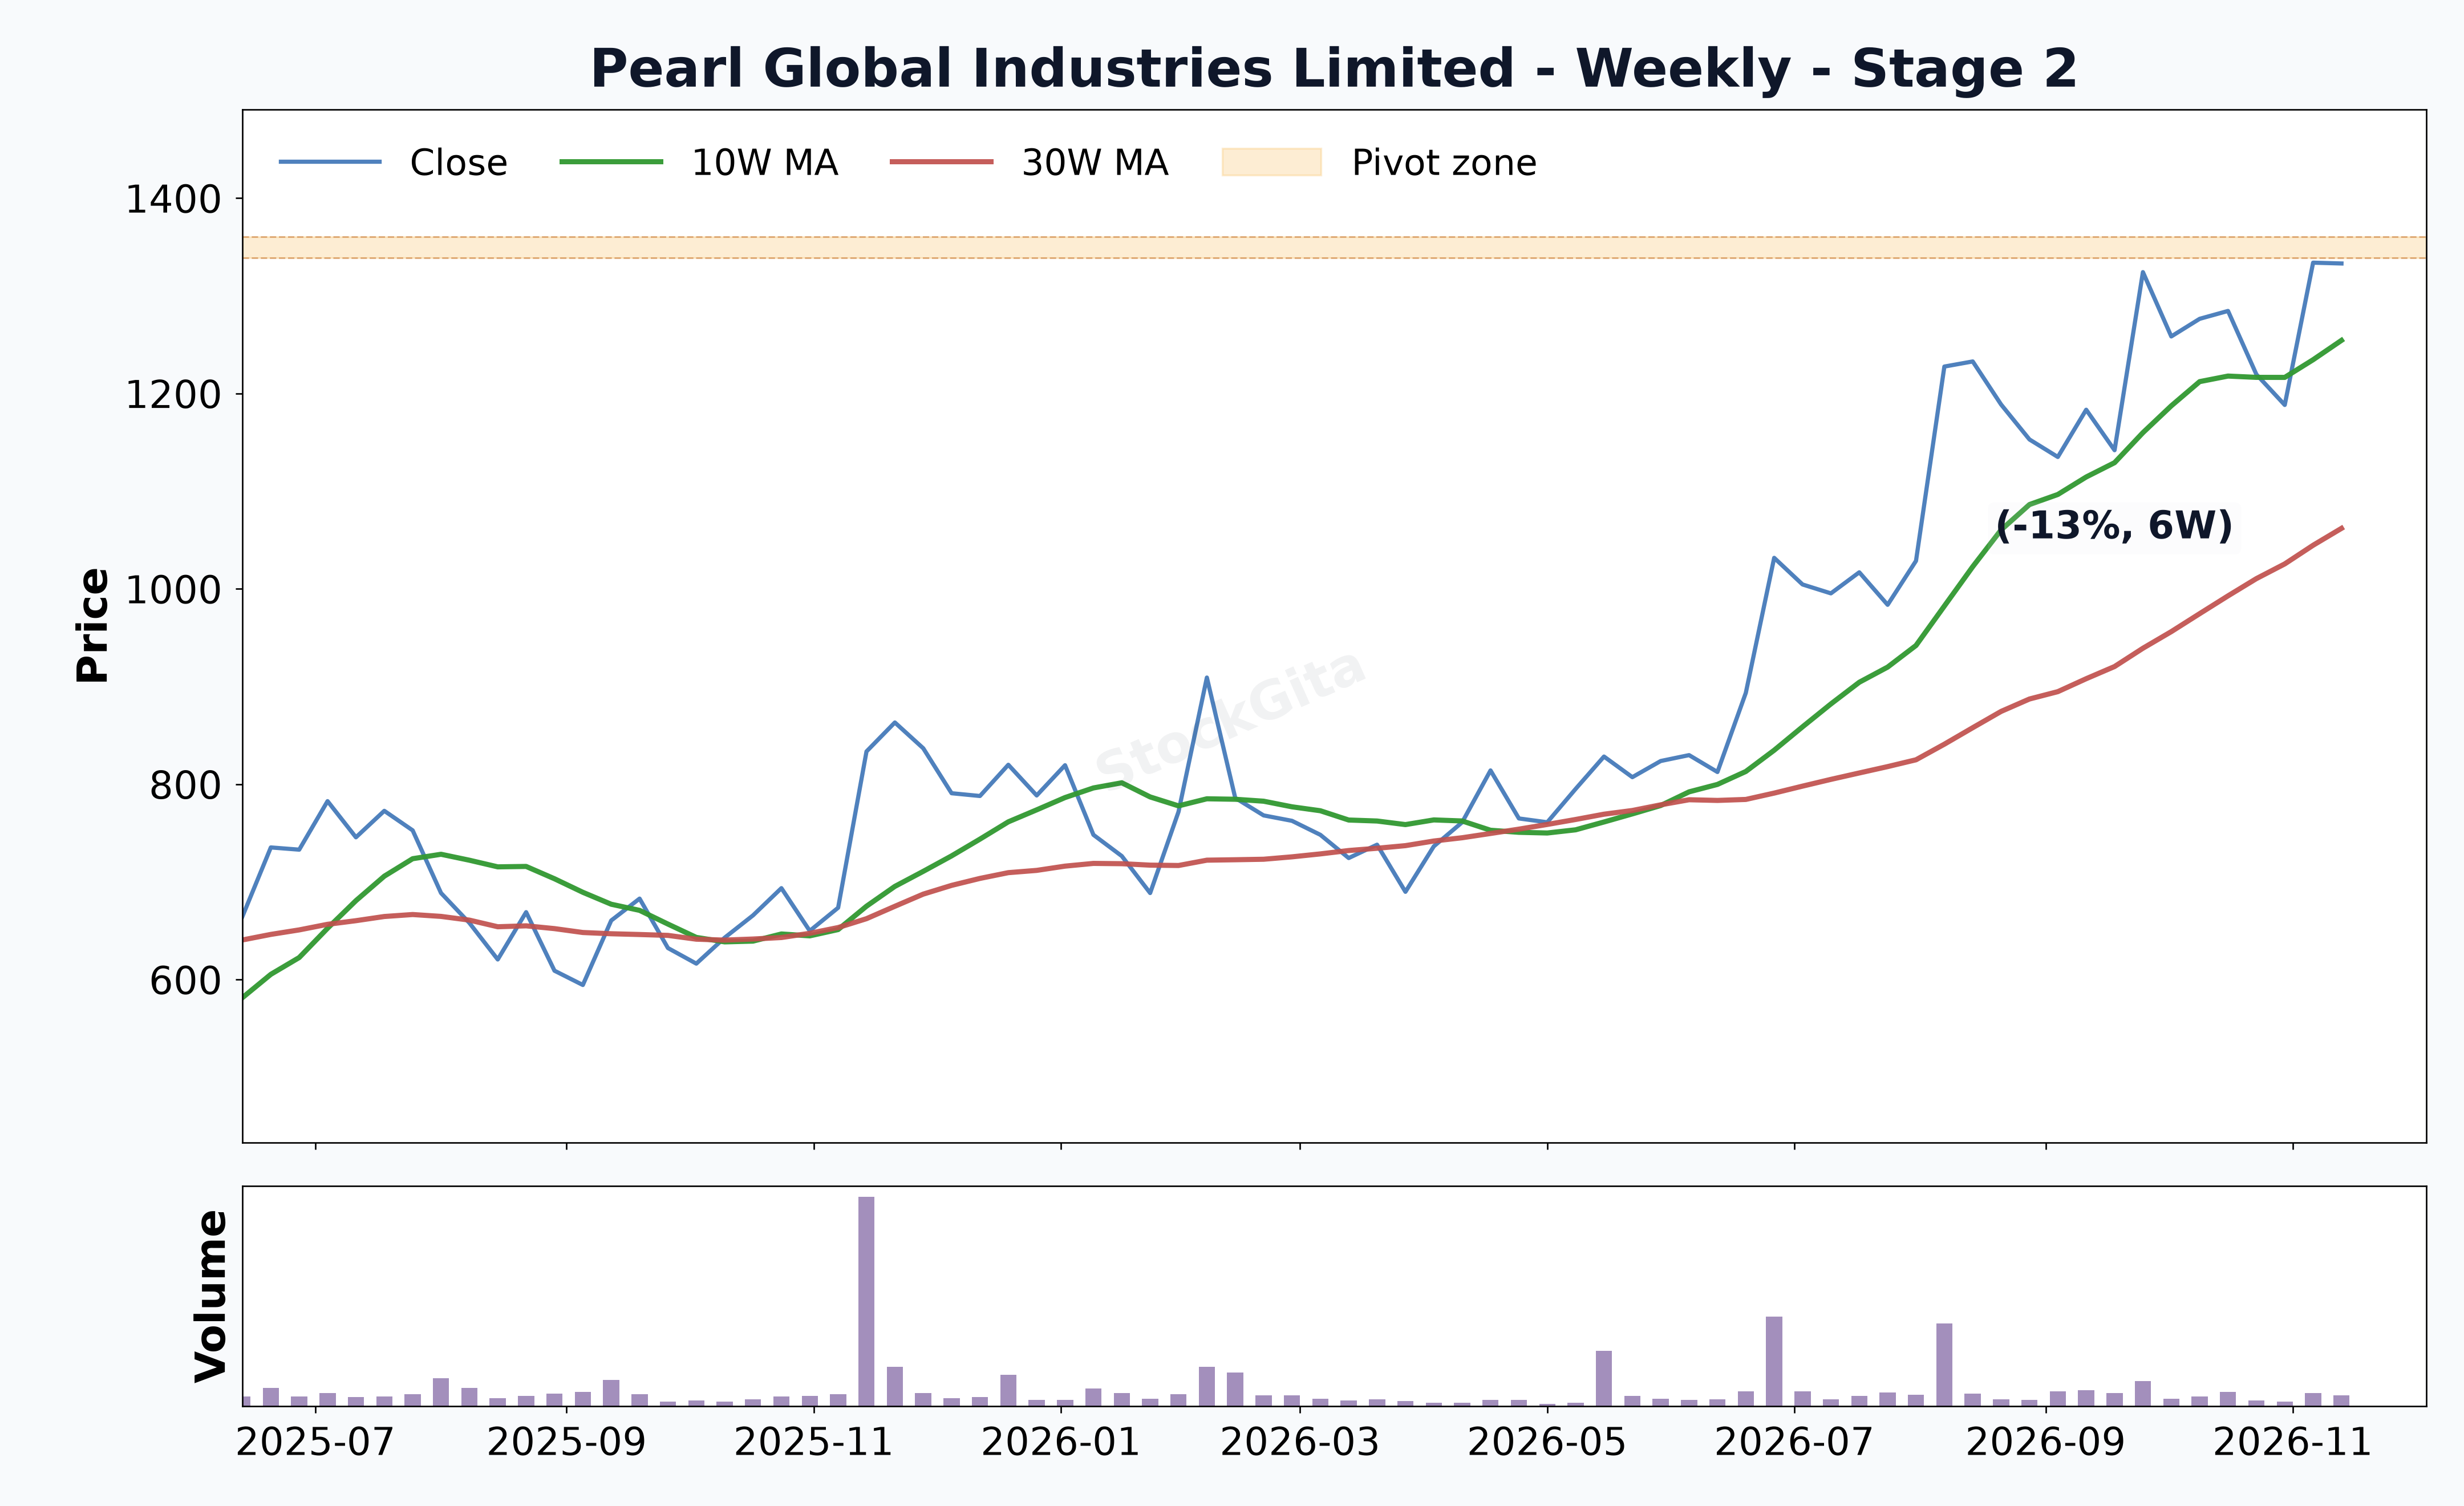 Pearl Global Industries Limited - Weekly - Stage 2
Close 10W MA 30W MA Pivot zone
1400
1200
1000
800
600
Price
(-13%, 6W)
StockGita
Volume
2025-07 2025-09 2025-11 2026-01 2026-03 2026-05 2026-07 2026-09 2026-11